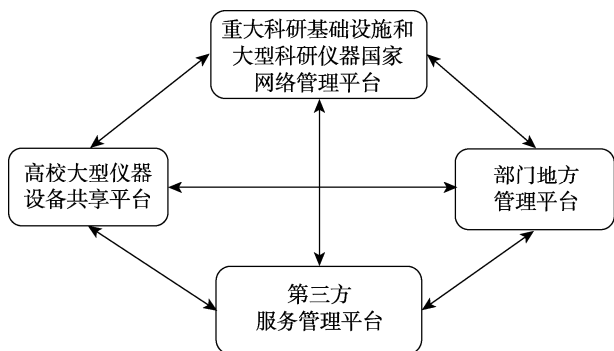 重大科研基础设施和
大型科研仪器国家
网络管理平台
高校大型仪器
设备共享平台
部门地方
管理平台
第三方
服务管理平台